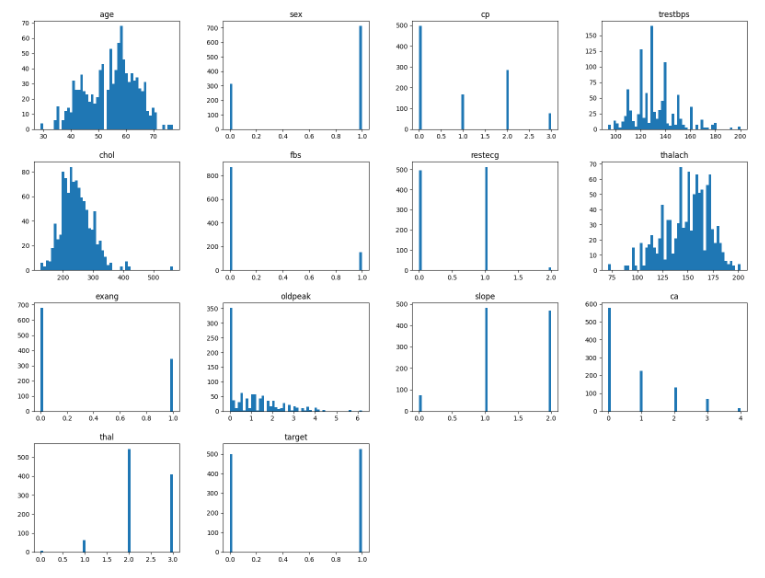 age sex cp trestbps
70 60 50 40 30 20 10 0
30 40 50 60 70
700 600 500 400 300 200 100 0
0.0 0.2 0.4 0.6 0.8 1.0
500 400 300 200 100 0
0.0 0.5 1.0 1.5 2.0 2.5 3.0
150 125 100 75 50 25 0
100 120 140 160 180 200
chol fbs restecg thalach
80 60 40 20 0
200 300 400 500
800 600 400 200 0
0.0 0.2 0.4 0.6 0.8 1.0
500 400 300 200 100 0
0.0 0.5 1.0 1.5 2.0
70 60 50 40 30 20 10 0
75 100 125 150 175 200
exang oldpeak slope ca
700 600 500 400 300 200 100 0
0.0 0.2 0.4 0.6 0.8 1.0
350 300 250 200 150 100 50 0
0 1 2 3 4 5 6
500 400 300 200 100 0
0.0 0.5 1.0 1.5 2.0
600 500 400 300 200 100 0
0 1 2 3 4
thal target
500 400 300 200 100 0
0.0 0.5 1.0 1.5 2.0 2.5 3.0
500 400 300 200 100 0
0.0 0.2 0.4 0.6 0.8 1.0